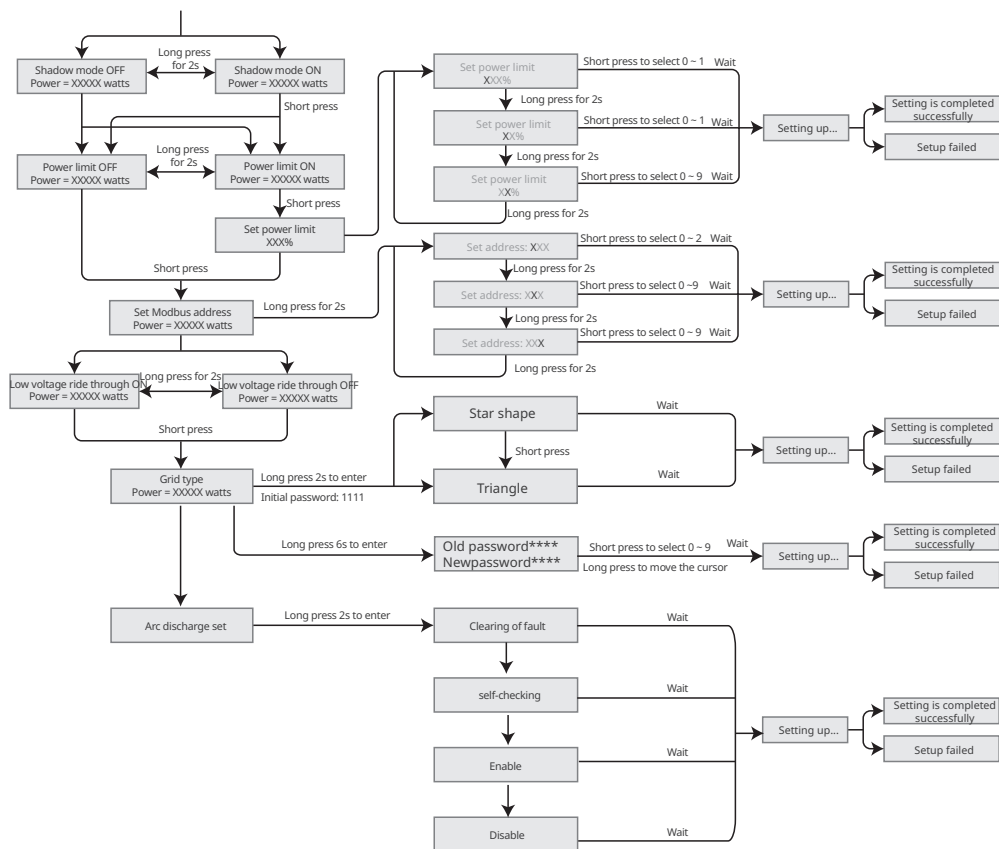 Long press
for 2s
Shadow mode OFF
Power = XXXXX watts
Shadow mode ON
Power = XXXXX watts
Short press
Power limit OFF
Power = XXXXX watts
Long press
for 2s
Power limit ON
Power = XXXXX watts
Short press
Set power limit
XXX%
Set power limit
XXX%
Short press to select 0 ~ 1 Wait
Long press for 2s
Set power limit
XX%
Short press to select 0 ~ 1 Wait
Long press for 2s
Set power limit
XX%
Short press to select 0 ~ 9 Wait
Long press for 2s
Setting up...
Setting is completed
successfully
Setup failed
Short press
Set Modbus address
Power = XXXXX watts
Long press for 2s
Set address: XXX
Short press to select 0 ~ 2 Wait
Long press for 2s
Set address: XXX
Short press to select 0 ~9 Wait
Long press for 2s
Set address: XXX
Short press to select 0 ~ 9 Wait
Long press for 2s
Setting up...
Setting is completed
successfully
Setup failed
Low voltage ride through ON
Power = XXXXX watts
Long press for 2s
Low voltage ride through OFF
Power = XXXXX watts
Short press
Grid type
Power = XXXXX watts
Long press 2s to enter
Initial password: 1111
Star shape
Wait
Short press
Triangle
Wait
Setting up...
Setting is completed
successfully
Setup failed
Long press 6s to enter
Old password****
Newpassword****
Short press to select 0 ~ 9 Wait
Long press to move the cursor
Setting up...
Setting is completed
successfully
Setup failed
Arc discharge set
Long press 2s to enter
Clearing of fault
Wait
self-checking
Wait
Enable
Wait
Disable
Wait
Setting up...
Setting is completed
successfully
Setup failed